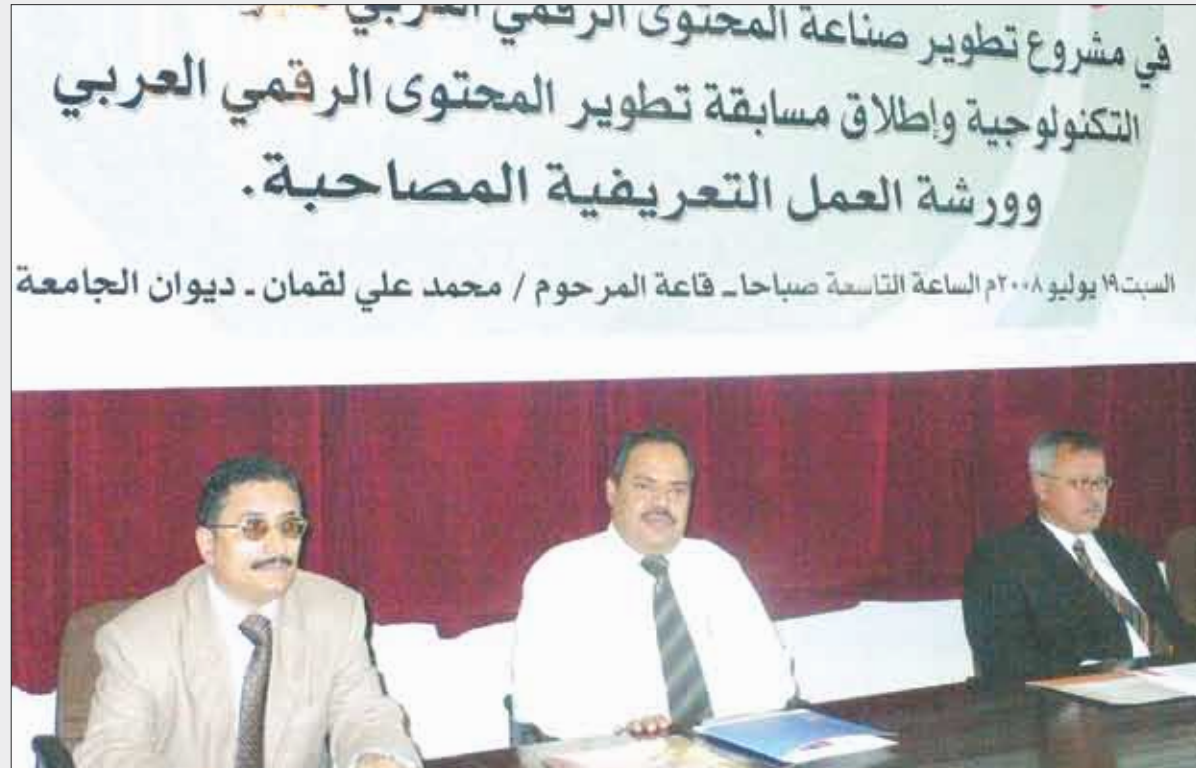 في مشروع تطوير صناعة المحتوى الرقمي العربي
التكنولوجية وإطلاق مسابقة تطوير المحتوى الرقمي العربي
وورشة العمل التعريفية المصاحبة.
السبت ١٩ يوليو ٢٠٠٨م الساعة التاسعة صباحا ـ قاعة المرحوم / محمد علي لقمان ـ ديوان الجامعة